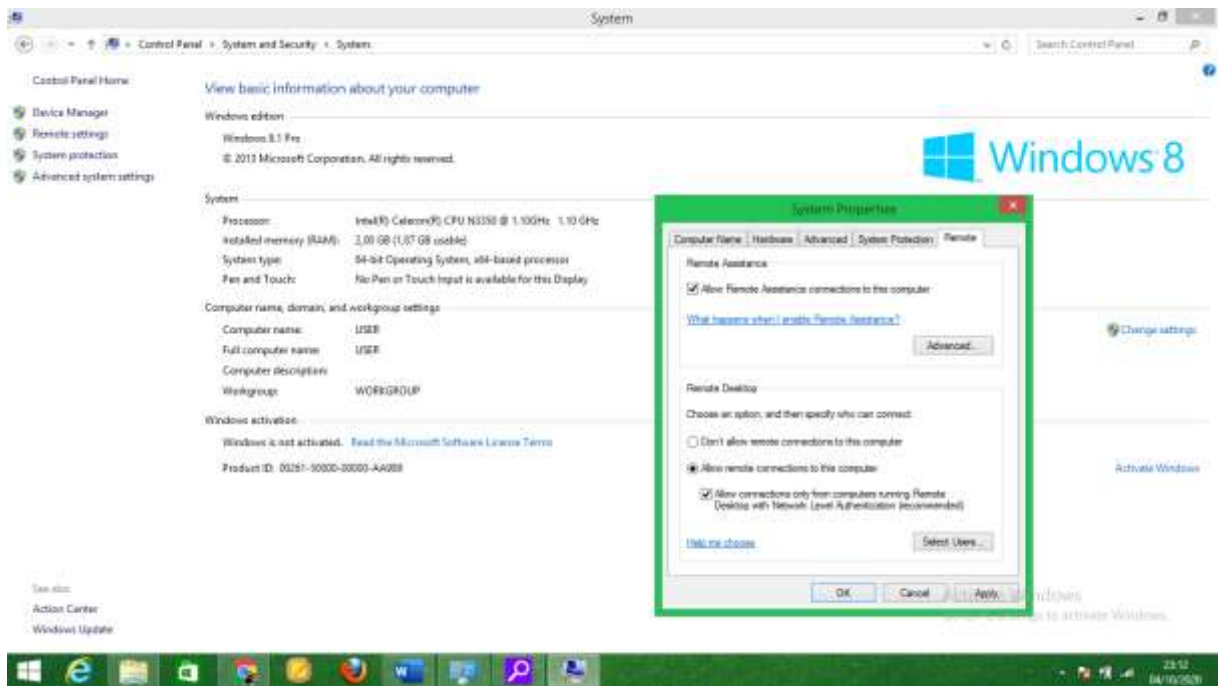 System
Control Panel › System and Security › System
Search Control Panel
Control Panel Home
Device Manager
Remote settings
System protection
Advanced system settings
View basic information about your computer
Windows edition
Windows 8.1 Pro
© 2013 Microsoft Corporation. All rights reserved.
Windows 8
System
Processor: Intel(R) Celeron(R) CPU N3350 @ 1.10GHz 1.10 GHz
Installed memory (RAM): 2,00 GB (1,87 GB usable)
System type: 64-bit Operating System, x64-based processor
Pen and Touch: No Pen or Touch Input is available for this Display
Computer name, domain, and workgroup settings
Computer name: USER
Full computer name: USER
Computer description:
Workgroup: WORKGROUP
Change settings
Windows activation
Windows is not activated. Read the Microsoft Software License Terms
Product ID: 00261-50000-00000-AA
Activate Windows
See also
Action Center
Windows Update
System Properties
Computer Name Hardware Advanced System Protection Remote
Remote Assistance
Allow Remote Assistance connections to this computer
What happens when I enable Remote Assistance?
Advanced...
Remote Desktop
Choose an option, and then specify who can connect.
Don't allow remote connections to this computer
Allow remote connections to this computer
Allow connections only from computers running Remote
Desktop with Network Level Authentication (recommended)
Help me choose
Select Users...
OK Cancel Apply
to activate Windows.
23:12
04/10/2020